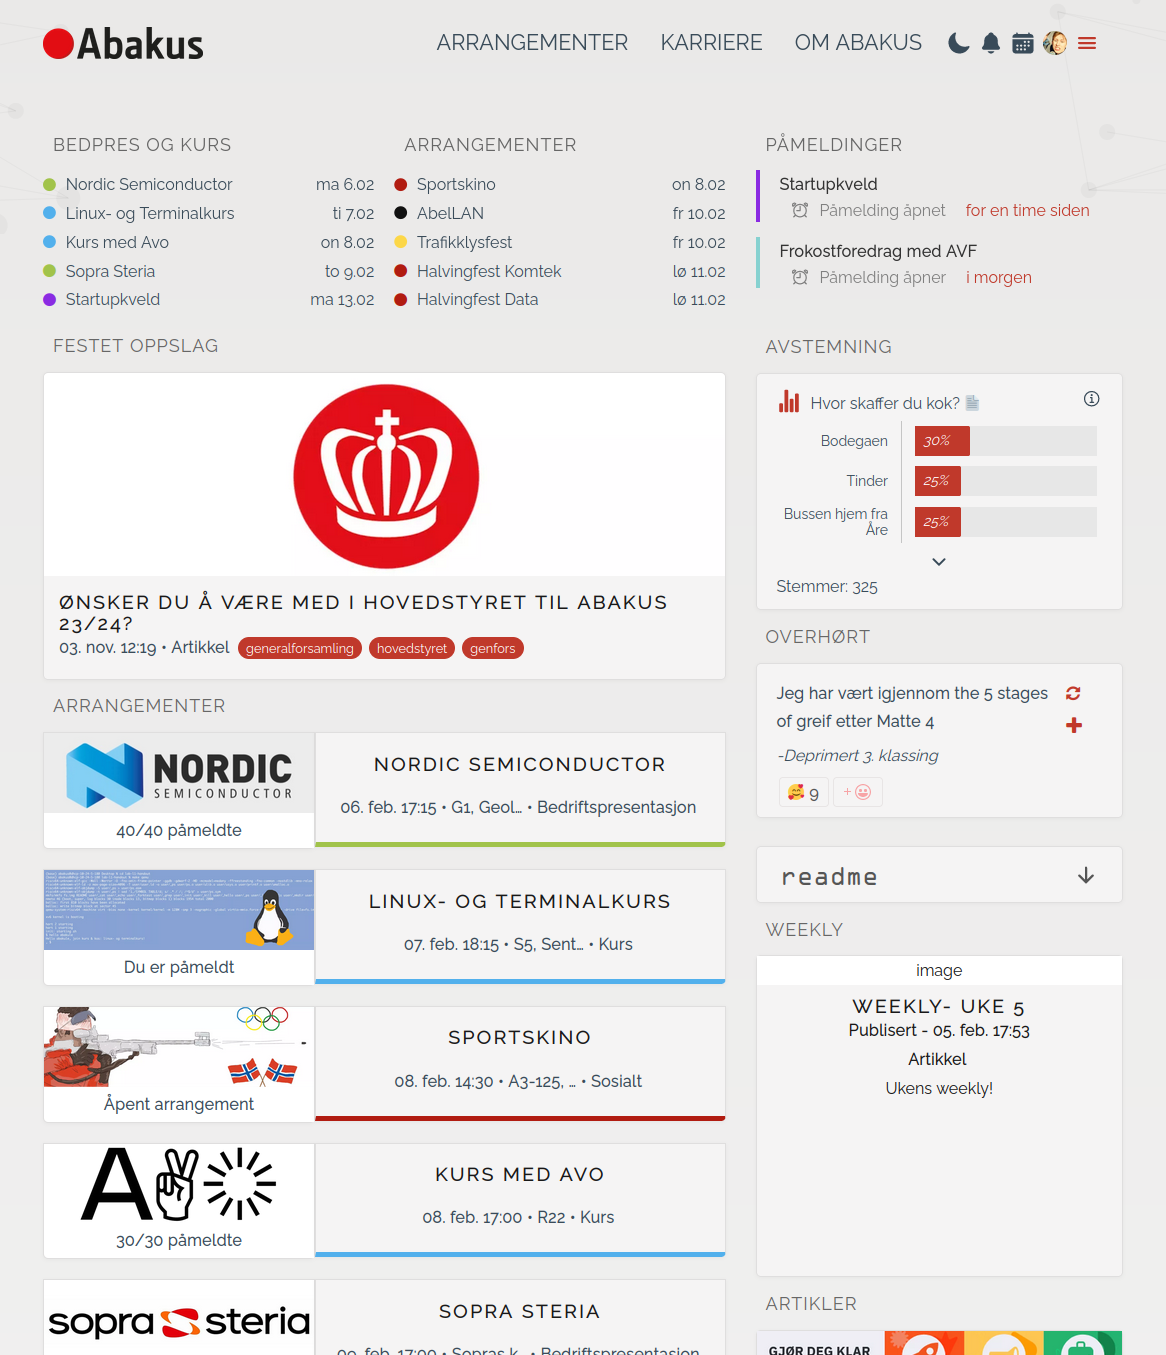 Abakus
ARRANGEMENTER KARRIERE OM ABAKUS
BEDPRES OG KURS
Nordic Semiconductor ma 6.02
Linux- og Terminalkurs ti 7.02
Kurs med Avo on 8.02
Sopra Steria to 9.02
Startupkveld ma 13.02
ARRANGEMENTER
Sportskino on 8.02
AbelLAN fr 10.02
Trafikklysfest fr 10.02
Halvingfest Komtek lø 11.02
Halvingfest Data lø 11.02
PÅMELDINGER
Startupkveld
Påmelding åpnet for en time siden
Frokostforedrag med AVF
Påmelding åpner i morgen
FESTET OPPSLAG
ØNSKER DU Å VÆRE MED I HOVEDSTYRET TIL ABAKUS
23/24?
03. nov. 12:19 • Artikkel generalforsamling hovedstyret genfors
ARRANGEMENTER
NORDIC
SEMICONDUCTOR
40/40 påmeldte
NORDIC SEMICONDUCTOR
06. feb. 17:15 • G1, Geol... • Bedriftspresentasjon
Du er påmeldt
LINUX- OG TERMINALKURS
07. feb. 18:15 • S5, Sent... • Kurs
Åpent arrangement
SPORTSKINO
08. feb. 14:30 • A3-125, ... • Sosialt
A
30/30 påmeldte
KURS MED AVO
08. feb. 17:00 • R22 • Kurs
sopra steria
SOPRA STERIA
09. feb. 17:00 • Sopras k... • Bedriftspresentasjon
AVSTEMNING
Hvor skaffer du kok?
Bodegaen 30%
Tinder 25%
Bussen hjem fra
Åre 25%
Stemmer: 325
OVERHØRT
Jeg har vært igjennom the 5 stages
of greif etter Matte 4
-Deprimert 3. klassing
9 +
readme
WEEKLY
image
WEEKLY- UKE 5
Publisert - 05. feb. 17:53
Artikkel
Ukens weekly!
ARTIKLER
GJØR DEG KLAR